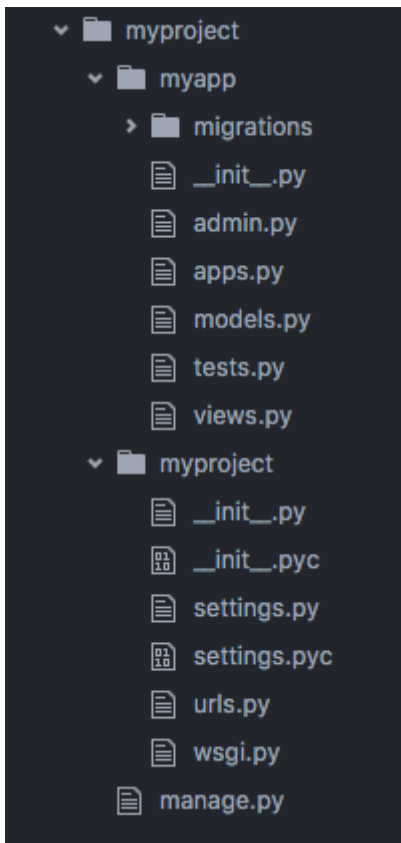 myproject
myapp
migrations
__init__.py
admin.py
apps.py
models.py
tests.py
views.py
myproject
__init__.py
__init__.pyc
settings.py
settings.pyc
urls.py
wsgi.py
manage.py